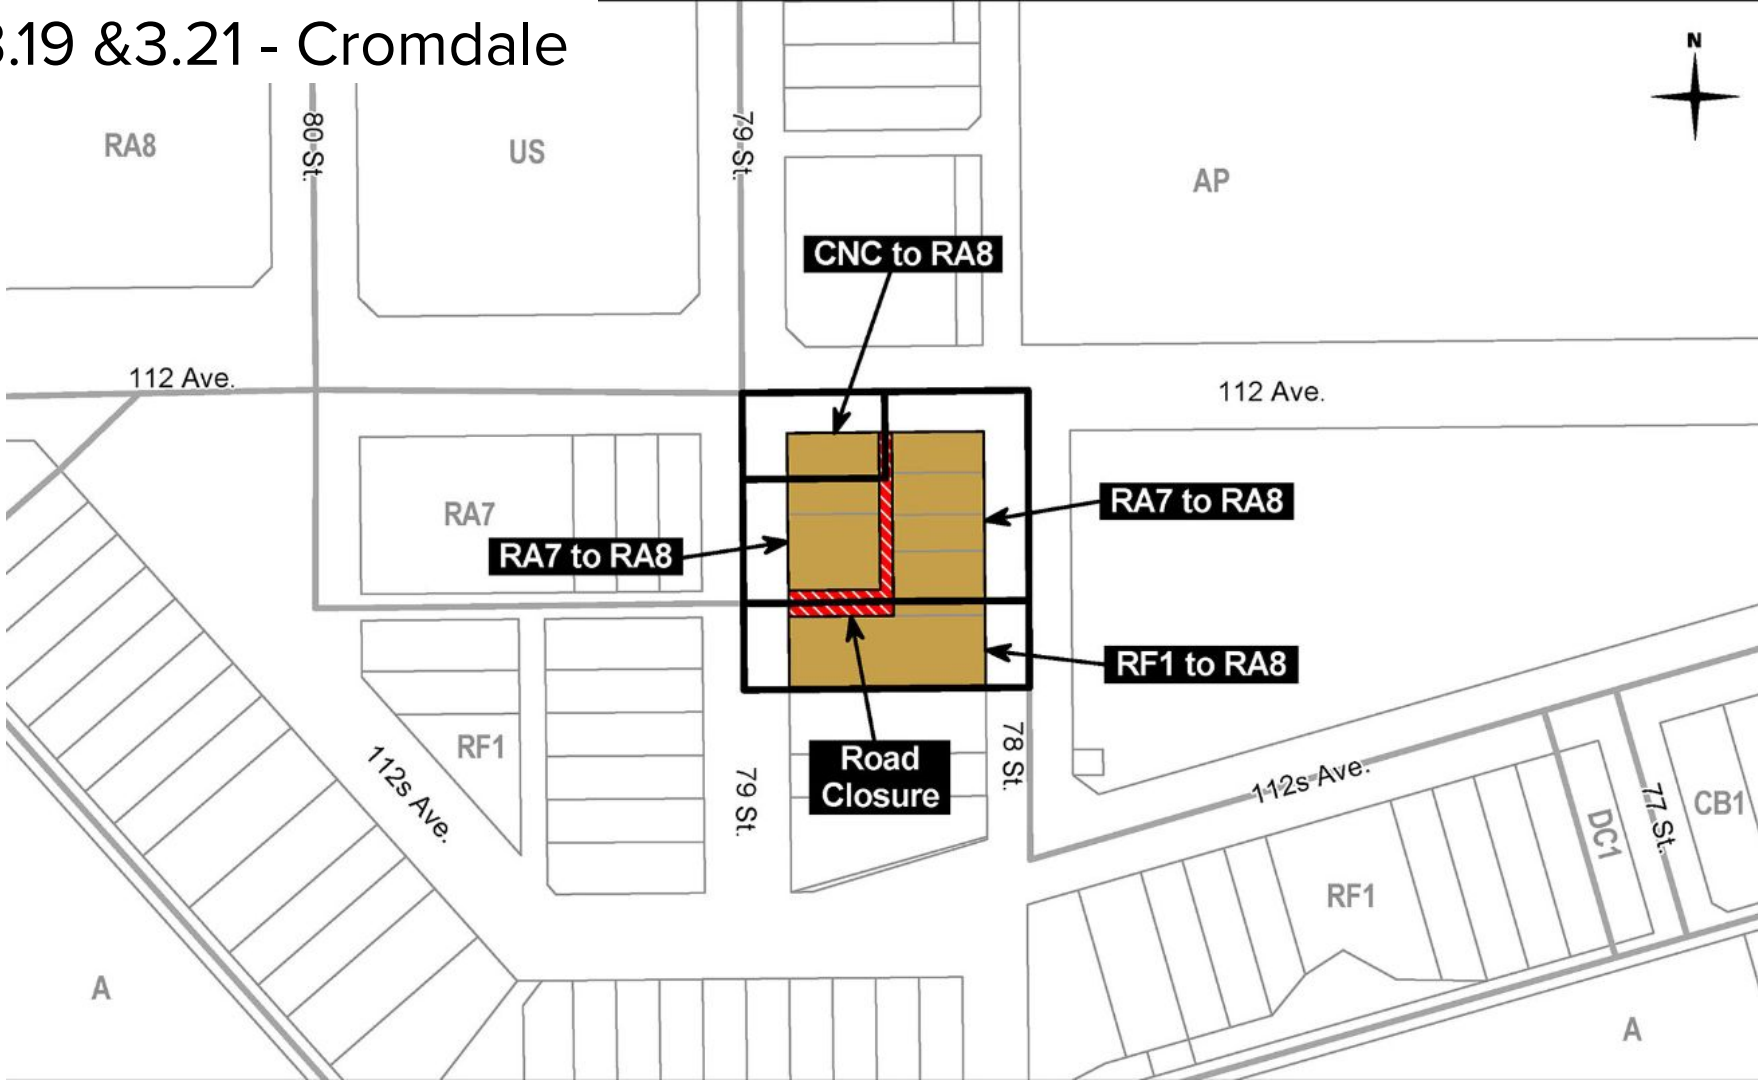 3.19 &3.21 - Cromdale
N
RA8
80 St.
US
79 St.
AP
CNC to RA8
112 Ave.
112 Ave.
RA7
RA7 to RA8
RA7 to RA8
RF1 to RA8
RF1
112s Ave.
79 St.
Road
Closure
78 St.
112s Ave.
DC1
77 St.
CB1
RF1
A
A